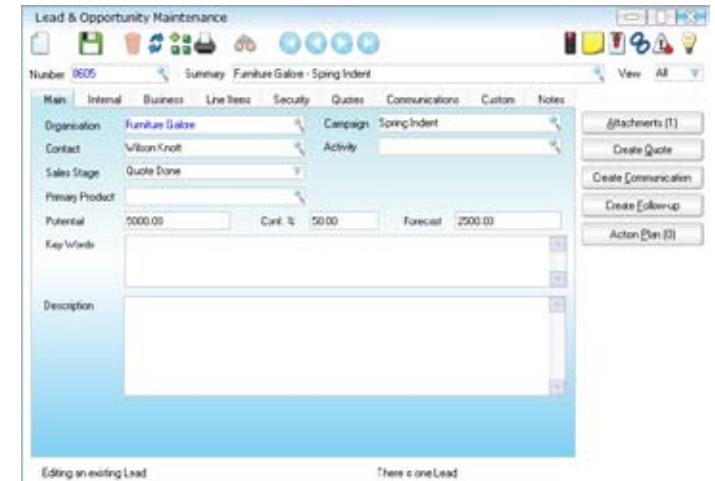 Lead & Opportunity Maintenance
Number 0605 Summary Furniture Galore - Spring Indent View All
Main Internal Business Line Items Security Quotes Communications Custom Notes
Organisation Furniture Galore Campaign Spring Indent Attachments (1)
Contact Wilson Knott Activity Create Quote
Sales Stage Quote Done Create Communication
Primary Product Create Follow-up
Potential 5000.00 Conf. % 50.00 Forecast 2500.00 Action Plan (0)
Key Words
Description
Editing an existing Lead There is one Lead